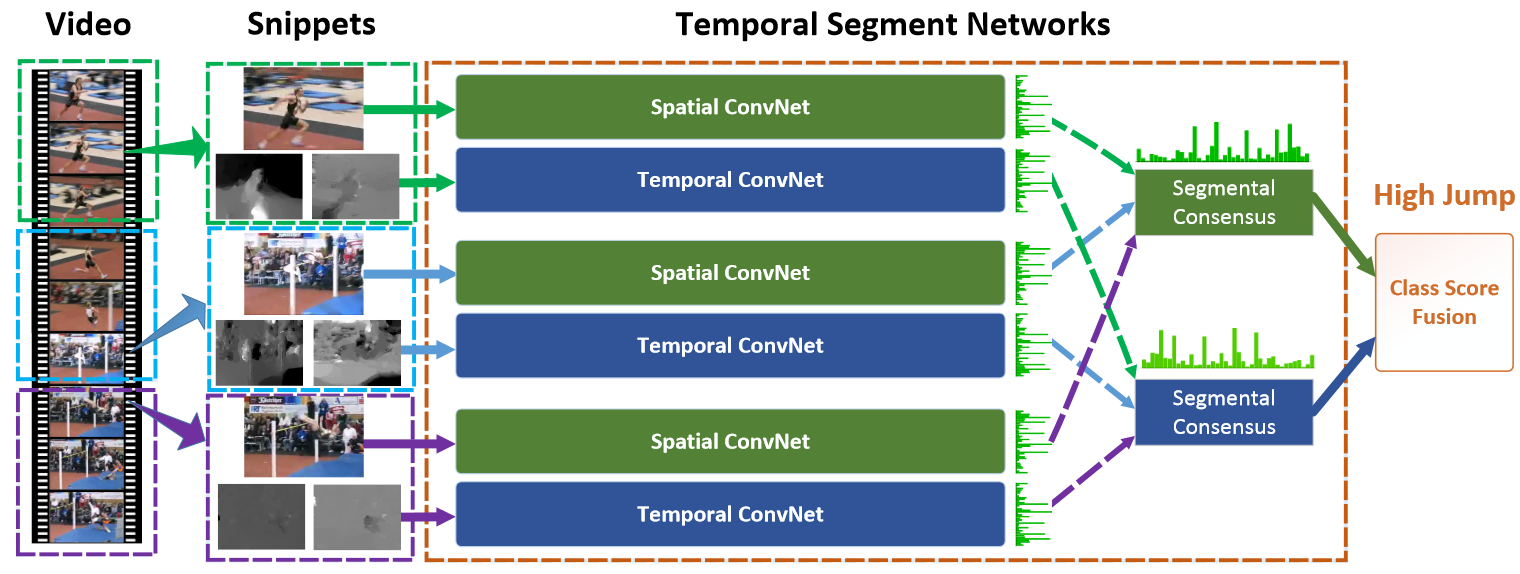 Video
Snippets
Temporal Segment Networks
Spatial ConvNet
Temporal ConvNet
Spatial ConvNet
Temporal ConvNet
Spatial ConvNet
Temporal ConvNet
Segmental
Consensus
Segmental
Consensus
High Jump
Class Score
Fusion